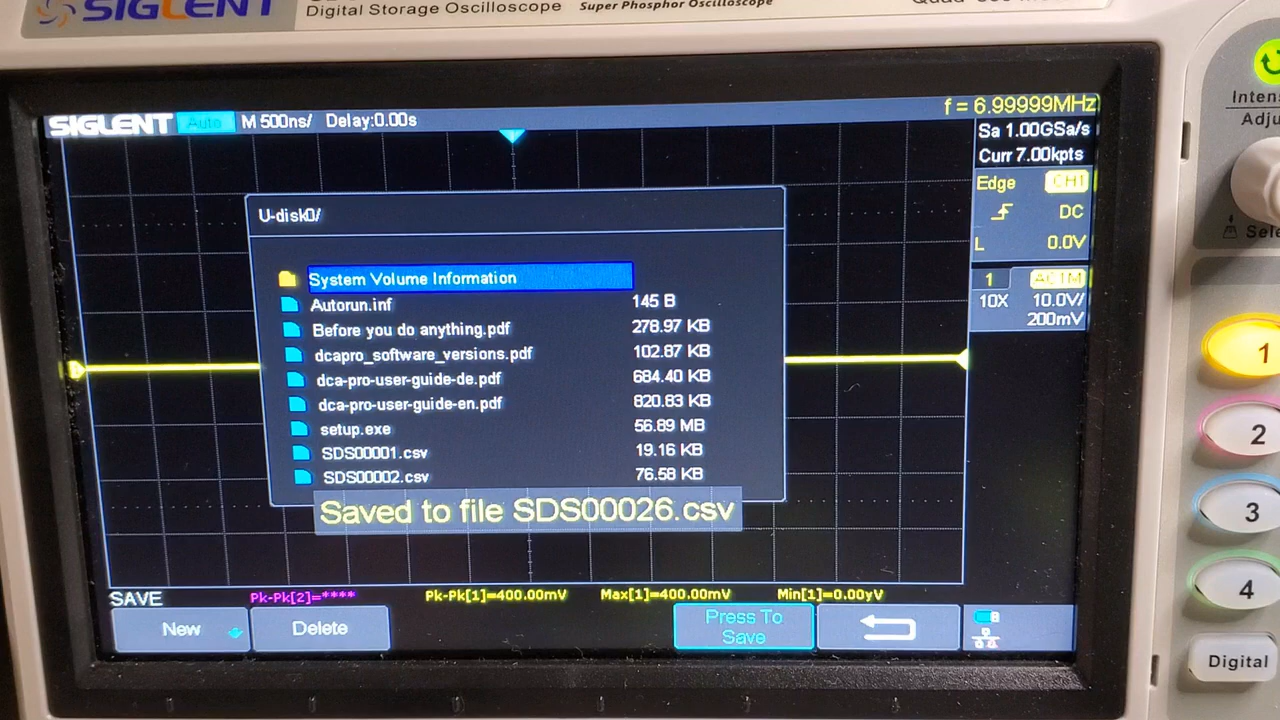 SIGLENT
Digital Storage Oscilloscope Super Phosphor Oscilloscope
SIGLENT Auto M 500ns/ Delay:0.00s f = 6.99999MHz
Sa 1.00GSa/s
Curr 7.00kpts
Edge CH1
DC
L 0.0V
1 AC1M
10X 10.0V/
200mV
U-disk0/
System Volume Information
Autorun.inf 145 B
Before you do anything.pdf 278.97 KB
dcapro_software_versions.pdf 102.87 KB
dca-pro-user-guide-de.pdf 684.40 KB
dca-pro-user-guide-en.pdf 820.83 KB
setup.exe 56.89 MB
SDS00001.csv 19.16 KB
SDS00002.csv 76.58 KB
Saved to file SDS00026.csv
SAVE Pk-Pk[2]=**** Pk-Pk[1]=400.00mV Max[1]=400.00mV Min[1]=0.00yV
New Delete Press To
Save
1
2
3
4
Digital